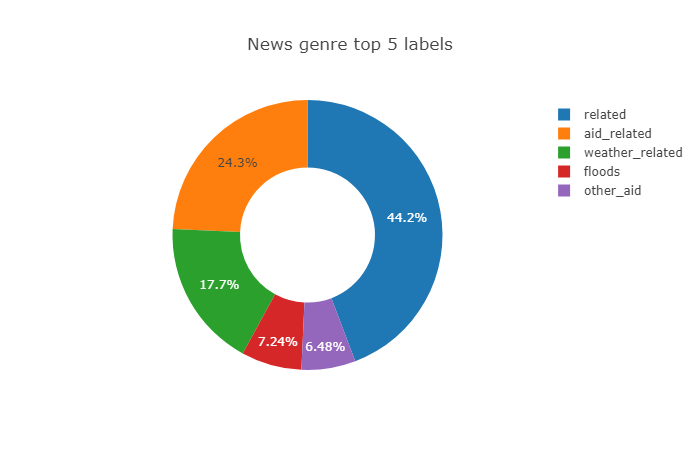 News genre top 5 labels
related
aid_related
weather_related
floods
other_aid
24.3%
44.2%
17.7%
7.24%
6.48%